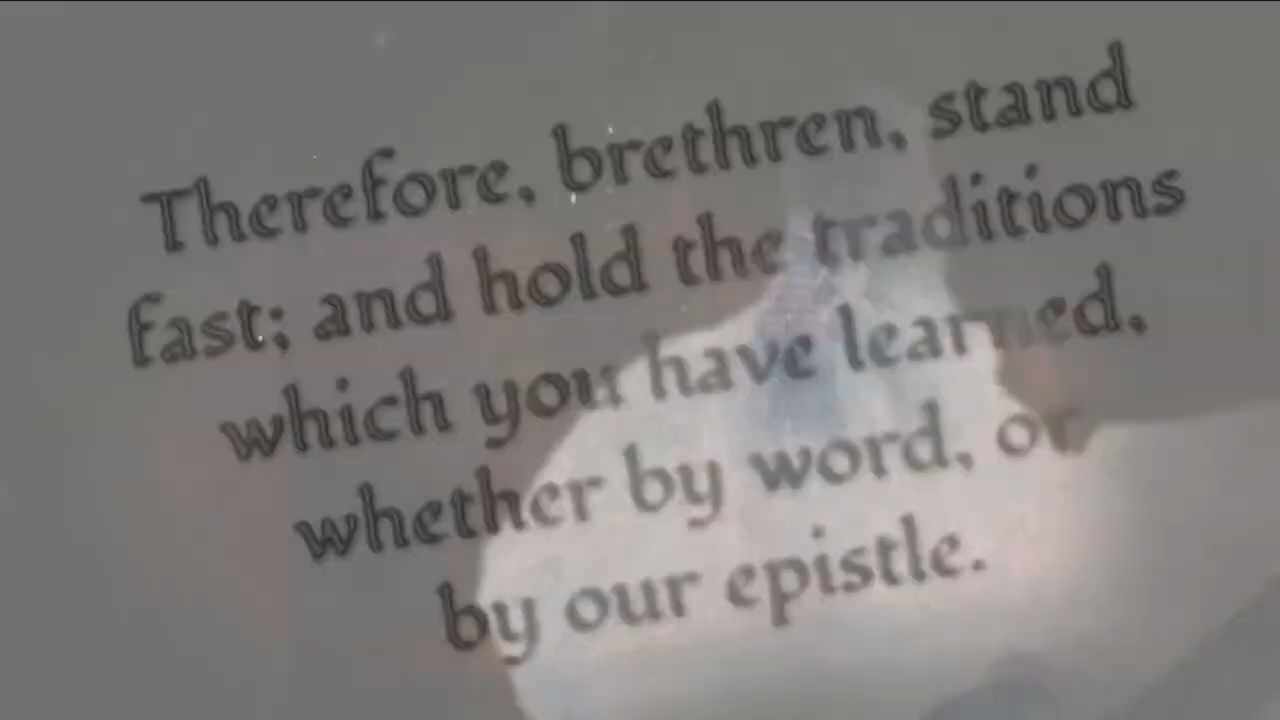 Therefore, brethren, stand
fast; and hold the traditions
which you have learned,
whether by word, or
by our epistle.